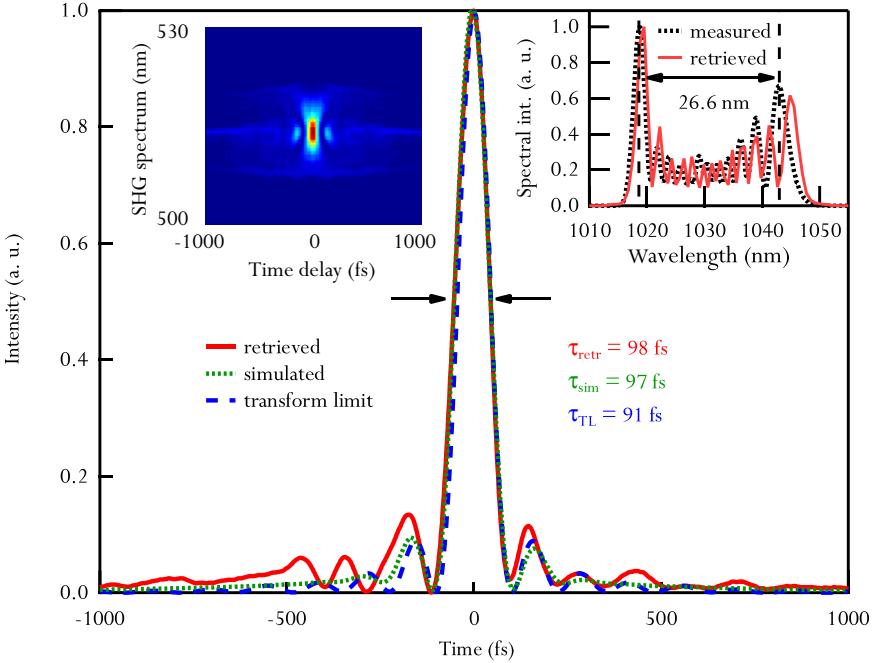 1.0
0.8
0.6
0.4
0.2
0.0
Intensity (a. u.)
-1000
-500
0
500
1000
Time (fs)
530
500
SHG spectrum (nm)
-1000
0
1000
Time delay (fs)
1.0
0.8
0.6
0.4
0.2
0.0
Spectral int. (a. u.)
measured
retrieved
26.6 nm
1010
1020
1030
1040
1050
Wavelength (nm)
retrieved
simulated
transform limit
τretr = 98 fs
τsim = 97 fs
τTL = 91 fs